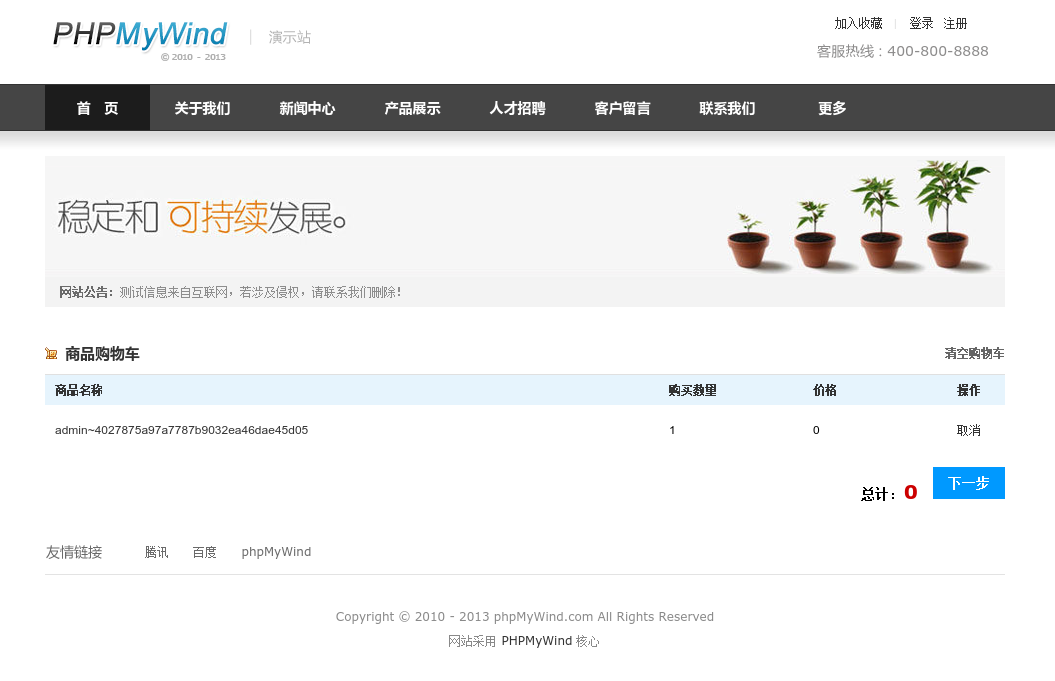 PHPMyWind | 演示站
© 2010 - 2013
加入收藏 | 登录 注册
客服热线 : 400-800-8888
首 页 关于我们 新闻中心 产品展示 人才招聘 客户留言 联系我们 更多
稳定和 可持续发展。
网站公告：测试信息来自互联网，若涉及侵权，请联系我们删除！
商品购物车 清空购物车
商品名称 购买数量 价格 操作
admin~4027875a97a7787b9032ea46dae45d05 1 0 取消
总计：0 下一步
友情链接 腾讯 百度 phpMyWind
Copyright © 2010 - 2013 phpMyWind.com All Rights Reserved
网站采用 PHPMyWind 核心